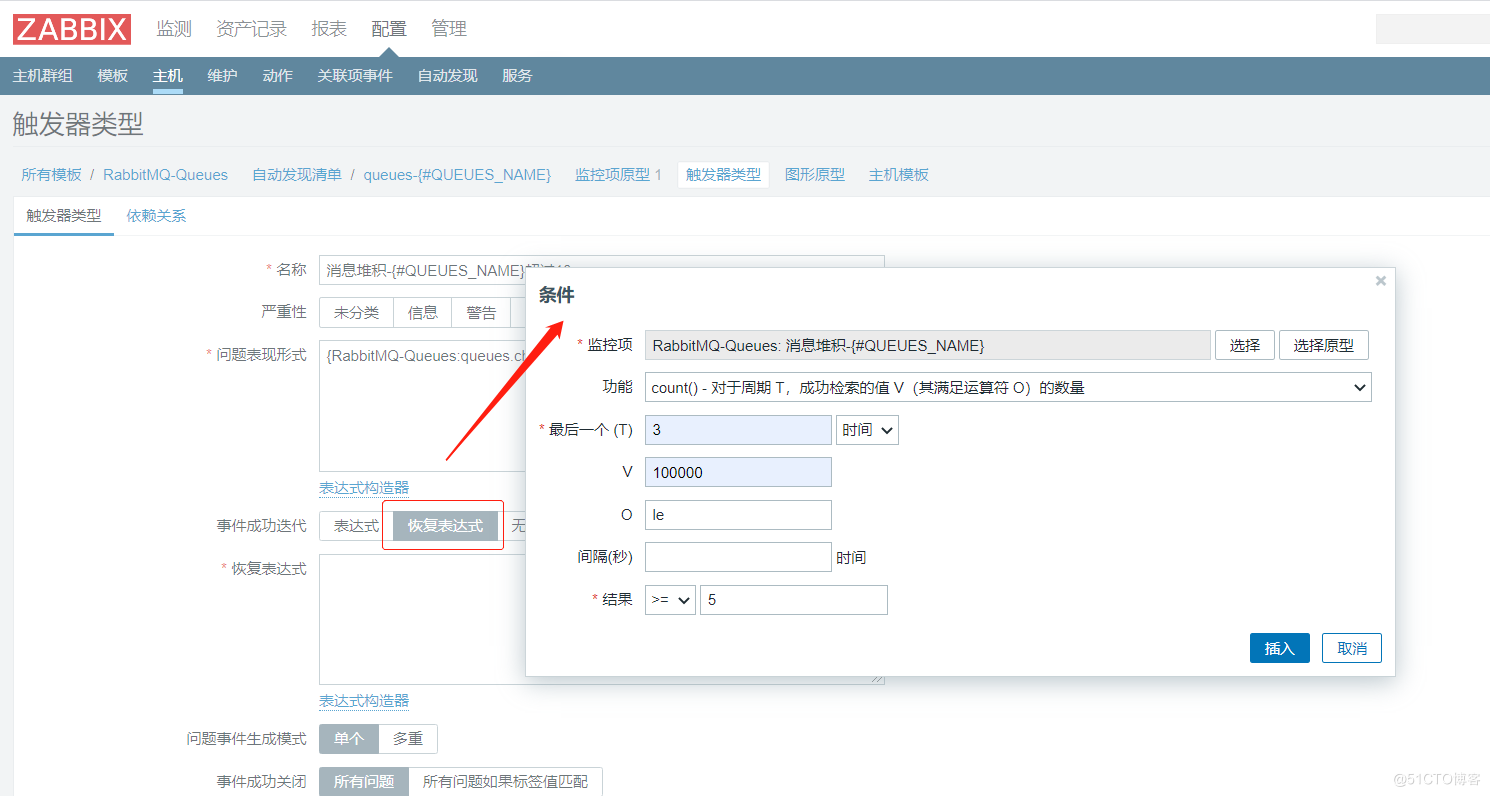 ZABBIX 监测 资产记录 报表 配置 管理
主机群组 模板 主机 维护 动作 关联项事件 自动发现 服务
触发器类型
所有模板 / RabbitMQ-Queues 自动发现清单 / queues-{#QUEUES_NAME} 监控项原型 1 触发器类型 图形原型 主机模板
触发器类型 依赖关系
* 名称 消息堆积-{#QUEUES_NAME}
严重性 未分类 信息 警告
* 问题表现形式 {RabbitMQ-Queues:queues.cl
表达式构造器
事件成功迭代 表达式 恢复表达式 无
* 恢复表达式
表达式构造器
问题事件生成模式 单个 多重
事件成功关闭 所有问题 所有问题如果标签值匹配
条件 ×
* 监控项 RabbitMQ-Queues: 消息堆积-{#QUEUES_NAME} 选择 选择原型
功能 count() - 对于周期 T，成功检索的值 V（其满足运算符 O）的数量
* 最后一个 (T) 3 时间
V 100000
O le
间隔(秒) 时间
* 结果 >= 5
插入 取消
@51CTO博客